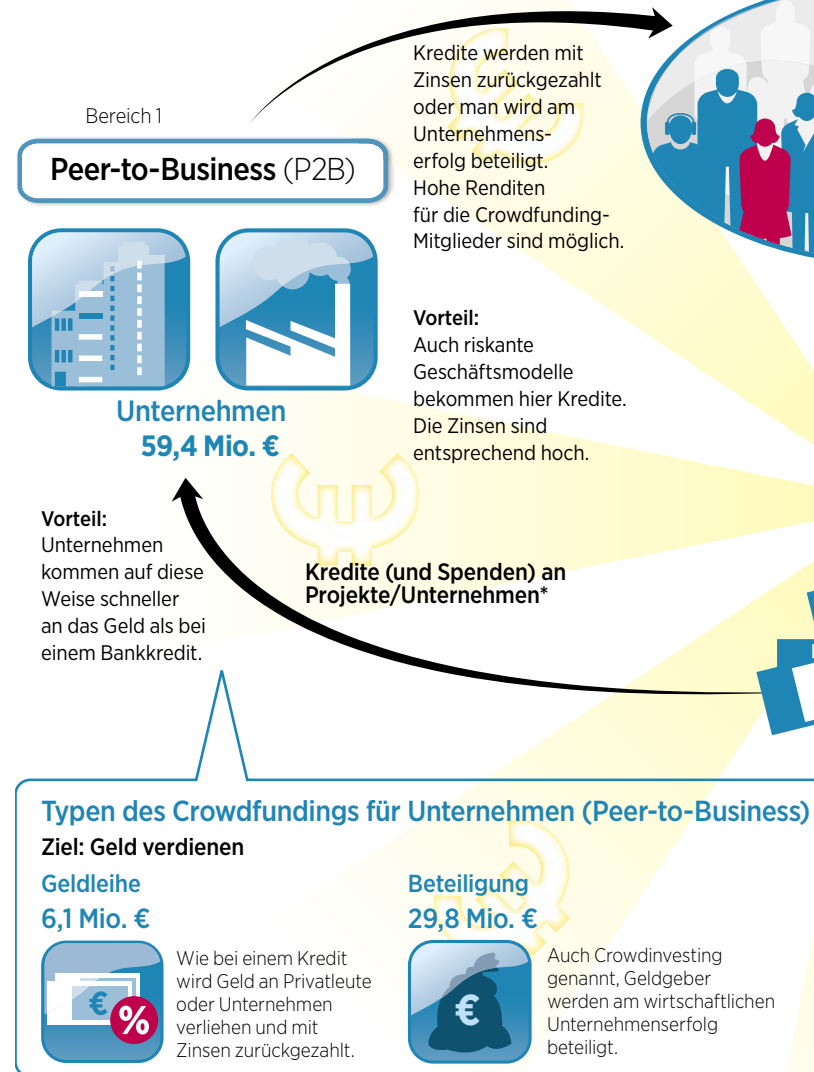 Kredite werden mit
Zinsen zurückgezahlt
oder man wird am
Unternehmens-
erfolg beteiligt.
Hohe Renditen
für die Crowdfunding-
Mitglieder sind möglich.
Bereich 1
Peer-to-Business (P2B)
Vorteil:
Auch riskante
Geschäftsmodelle
bekommen hier Kredite.
Die Zinsen sind
entsprechend hoch.
Unternehmen
59,4 Mio. €
Vorteil:
Unternehmen
kommen auf diese
Weise schneller
an das Geld als bei
einem Bankkredit.
Kredite (und Spenden) an
Projekte/Unternehmen*
Typen des Crowdfundings für Unternehmen (Peer-to-Business)
Ziel: Geld verdienen
Geldleihe
6,1 Mio. €
€
%
Wie bei einem Kredit
wird Geld an Privatleute
oder Unternehmen
verliehen und mit
Zinsen zurückgezahlt.
Beteiligung
29,8 Mio. €
€
Auch Crowdinvesting
genannt, Geldgeber
werden am wirtschaftlichen
Unternehmenserfolg
beteiligt.